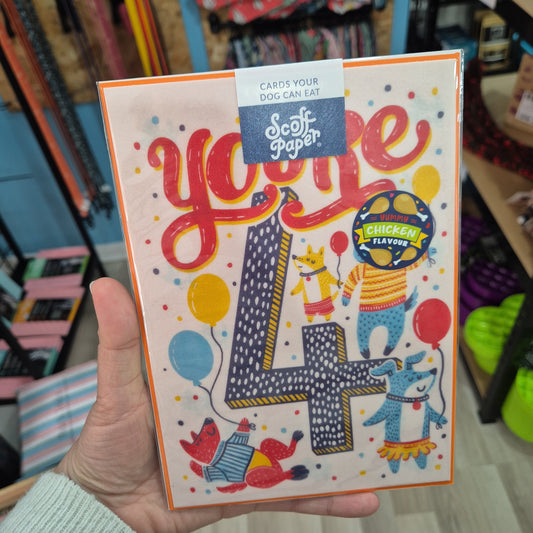 CARDS YOUR
DOG CAN EAT
Scoff
Paper
you're
YUMMY
CHICKEN
FLAVOUR
4